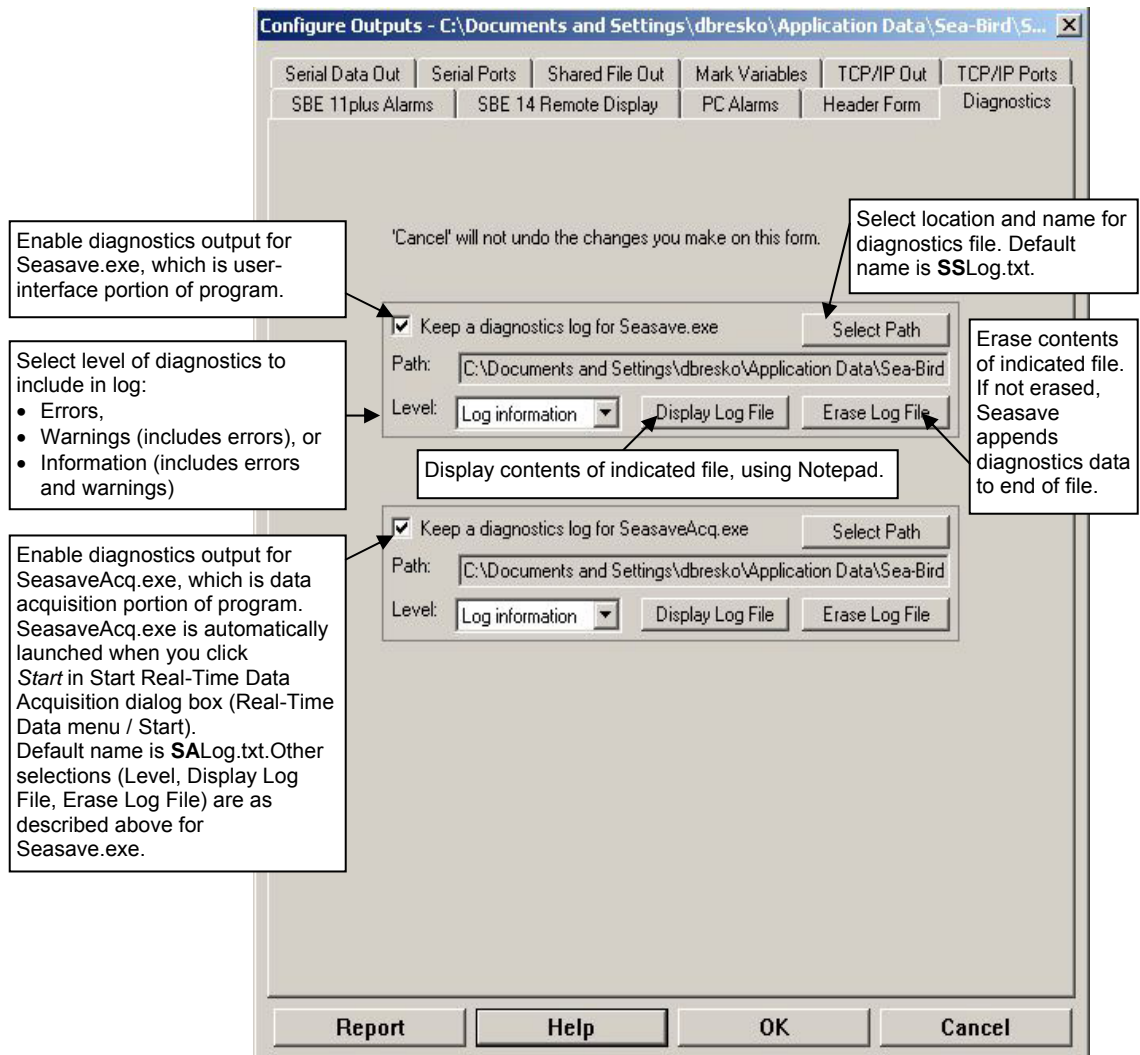 Configure Outputs - C:\Documents and Settings\dbresko\Application Data\Sea-Bird\S...
Serial Data Out
Serial Ports
Shared File Out
Mark Variables
TCP/IP Out
TCP/IP Ports
SBE 11plus Alarms
SBE 14 Remote Display
PC Alarms
Header Form
Diagnostics
'Cancel' will not undo the changes you make on this form.
Select location and name for
diagnostics file. Default
name is SSLog.txt.
Enable diagnostics output for
Seasave.exe, which is user-
interface portion of program.
Keep a diagnostics log for Seasave.exe
Select Path
Path:
C:\Documents and Settings\dbresko\Application Data\Sea-Bird
Level:
Log information
Display Log File
Erase Log File
Erase contents
of indicated file.
If not erased,
Seasave
appends
diagnostics data
to end of file.
Select level of diagnostics to
include in log:
• Errors,
• Warnings (includes errors), or
• Information (includes errors
and warnings)
Display contents of indicated file, using Notepad.
Keep a diagnostics log for SeasaveAcq.exe
Select Path
Path:
C:\Documents and Settings\dbresko\Application Data\Sea-Bird
Level:
Log information
Display Log File
Erase Log File
Enable diagnostics output for
SeasaveAcq.exe, which is data
acquisition portion of program.
SeasaveAcq.exe is automatically
launched when you click
Start in Start Real-Time Data
Acquisition dialog box (Real-Time
Data menu / Start).
Default name is SALog.txt.Other
selections (Level, Display Log
File, Erase Log File) are as
described above for
Seasave.exe.
Report
Help
OK
Cancel